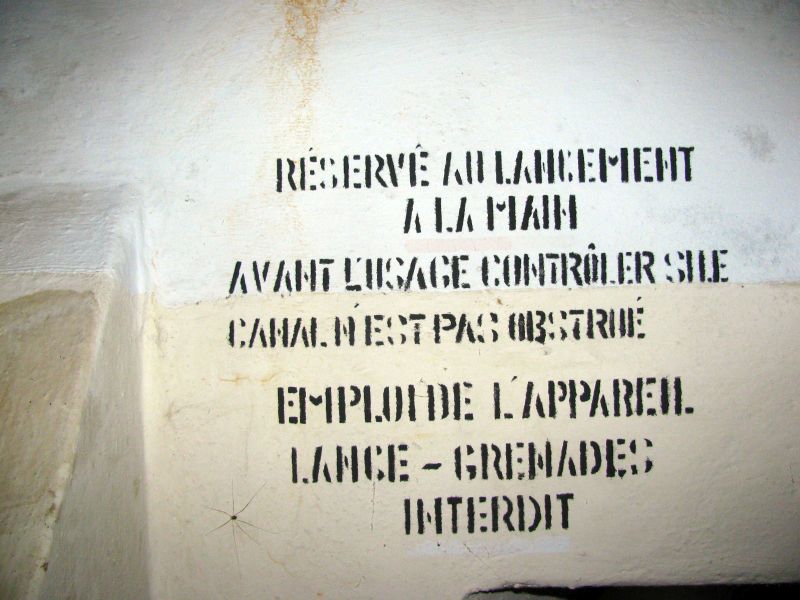 RÉSERVÉ AU LANCEMENT
A LA MAIN
AVANT L'USAGE CONTRÔLER SI LE
CANAL N'EST PAS OBSTRUÉ
EMPLOI DE L'APPAREIL
LANCE - GRENADES
INTERDIT